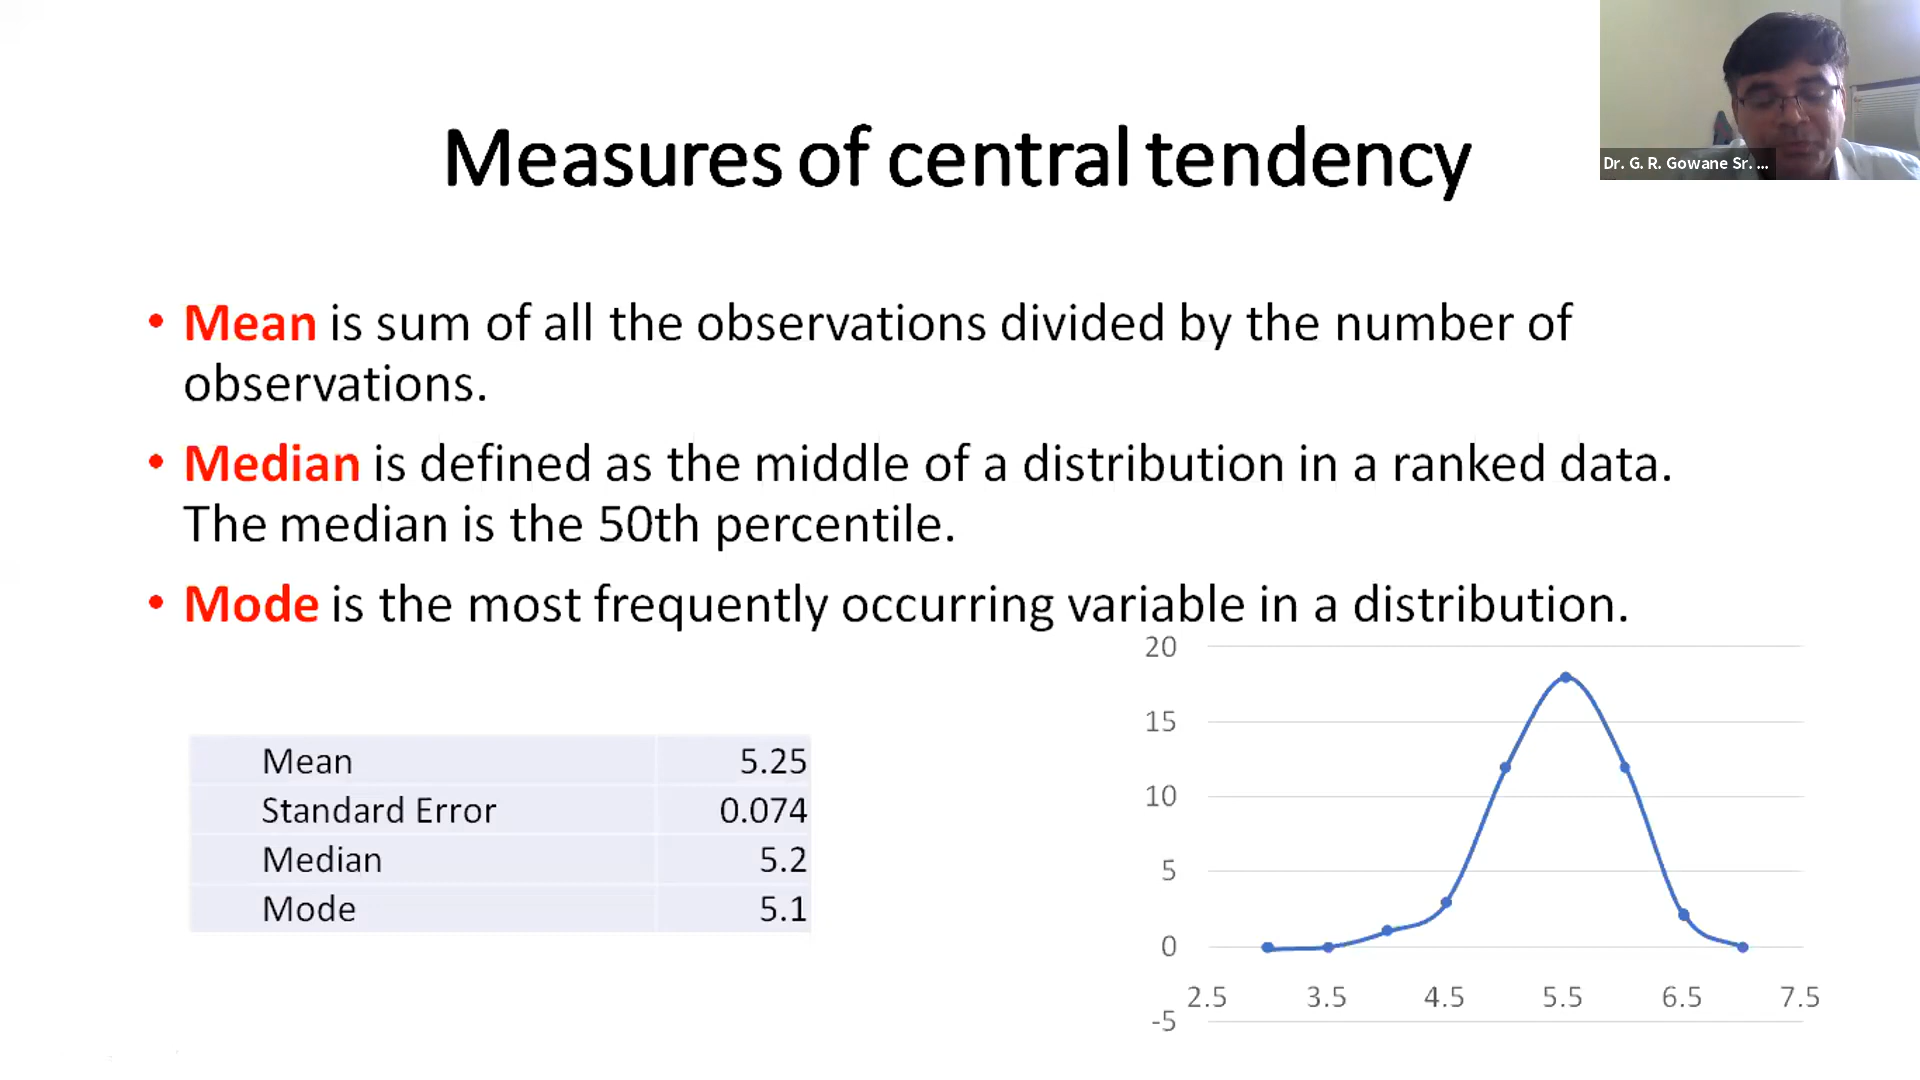 Dr. G. R. Gowane Sr. ...
Measures of central tendency
• Mean is sum of all the observations divided by the number of
observations.
• Median is defined as the middle of a distribution in a ranked data.
The median is the 50th percentile.
• Mode is the most frequently occurring variable in a distribution.
Mean 5.25
Standard Error 0.074
Median 5.2
Mode 5.1
20
15
10
5
0
2.5 3.5 4.5 5.5 6.5 7.5
-5